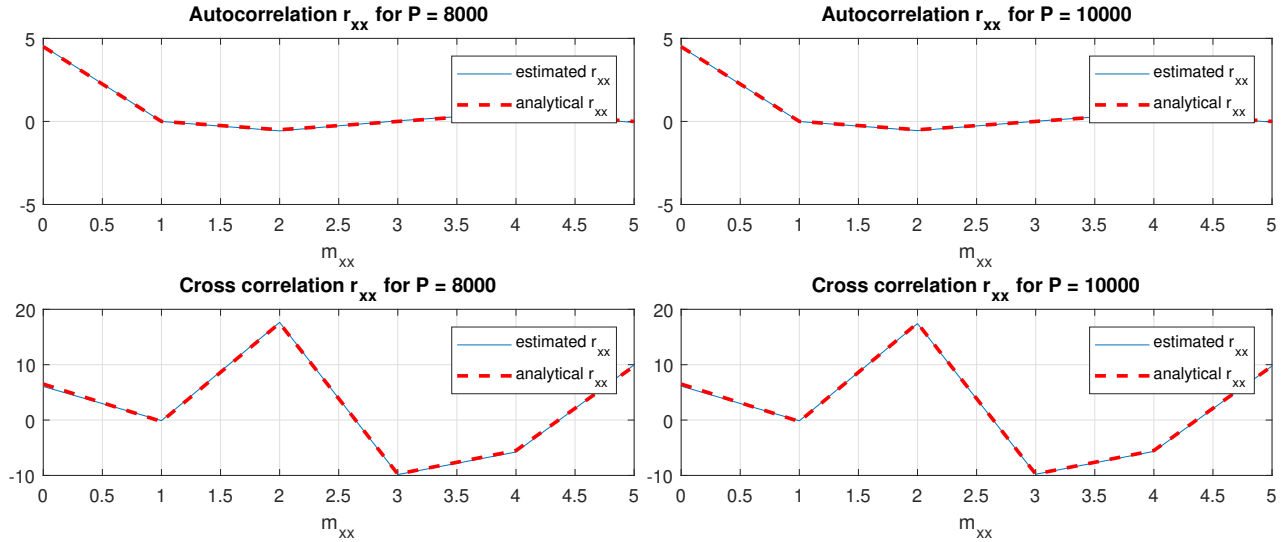 Autocorrelation r_xx for P = 8000
5
0
-5
estimated r_xx
analytical r_xx
0 0.5 1 1.5 2 2.5 3 3.5 4 4.5 5
m_xx
Autocorrelation r_xx for P = 10000
5
0
-5
estimated r_xx
analytical r_xx
0 0.5 1 1.5 2 2.5 3 3.5 4 4.5 5
m_xx
Cross correlation r_xx for P = 8000
20
10
0
-10
estimated r_xx
analytical r_xx
0 0.5 1 1.5 2 2.5 3 3.5 4 4.5 5
m_xx
Cross correlation r_xx for P = 10000
20
10
0
-10
estimated r_xx
analytical r_xx
0 0.5 1 1.5 2 2.5 3 3.5 4 4.5 5
m_xx